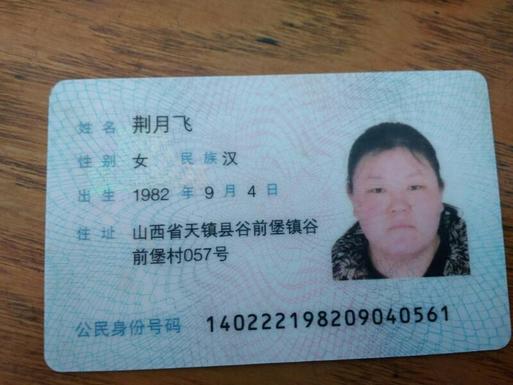 姓名 荆月飞
性别 女 民族 汉
出生 1982 年 9 月 4 日
住址 山西省天镇县谷前堡镇谷
前堡村057号
公民身份号码 140222198209040561